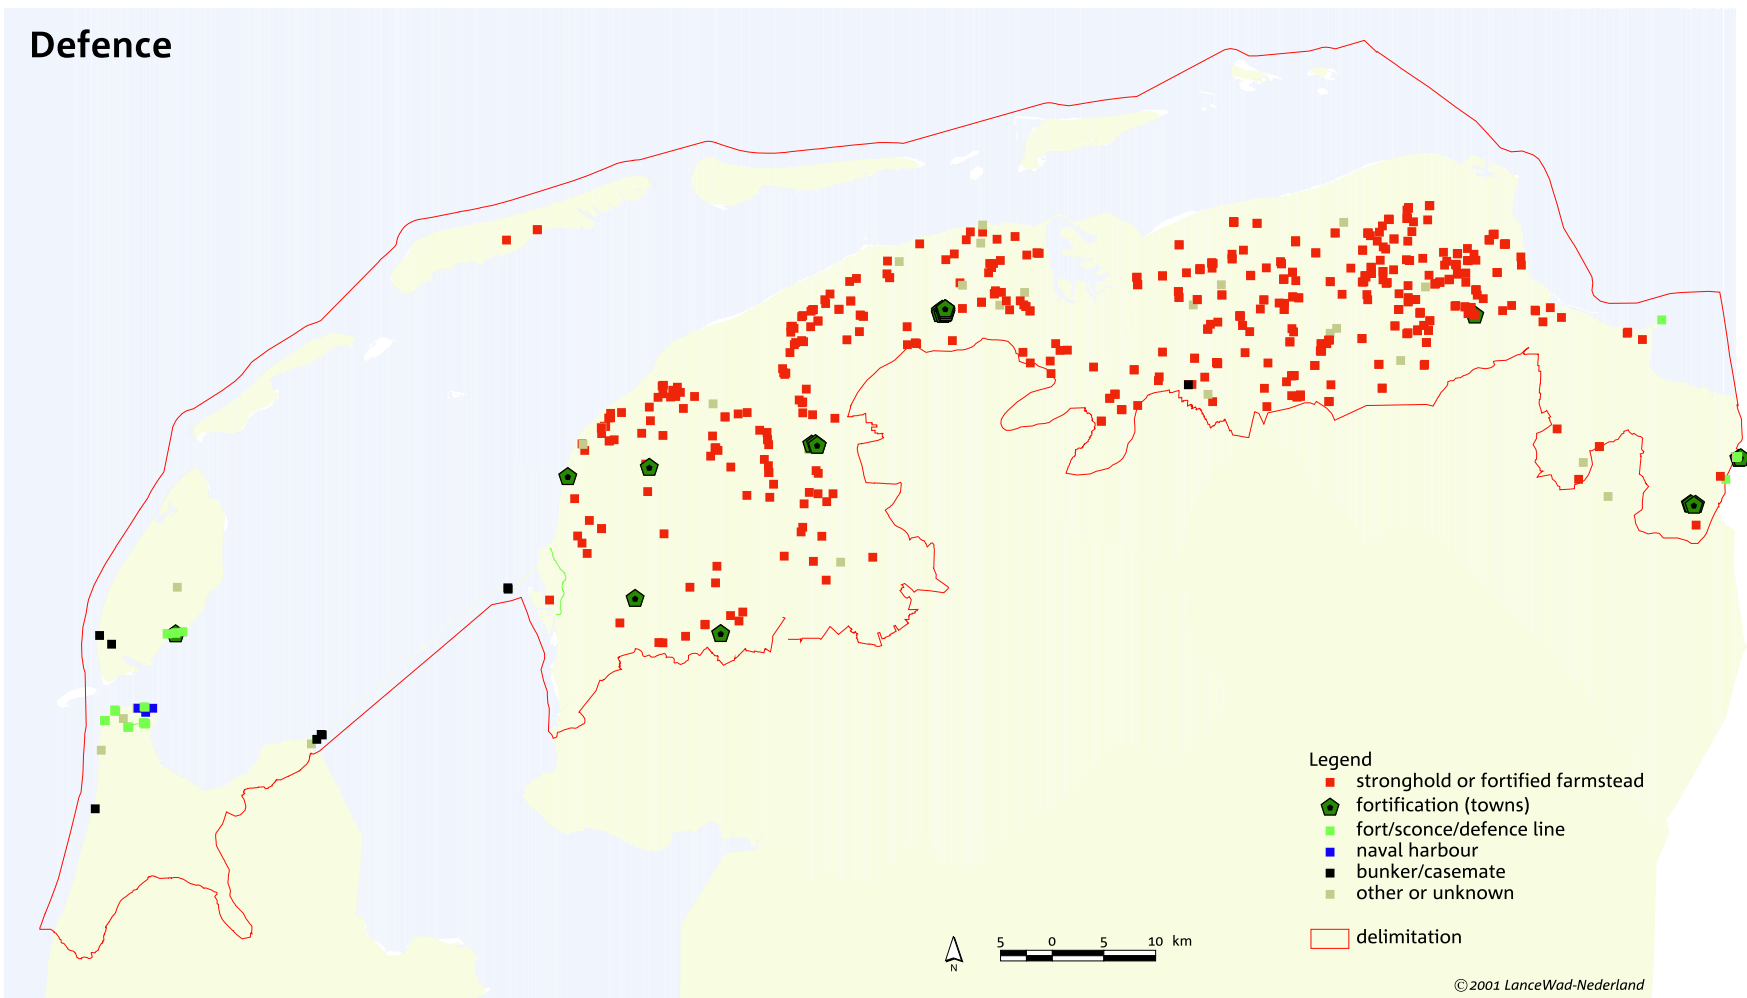 Defence
Legend
stronghold or fortified farmstead
fortification (towns)
fort/sconce/defence line
naval harbour
bunker/casemate
other or unknown
delimitation
N
5 0 5 10 km
©2001 LanceWad-Nederland